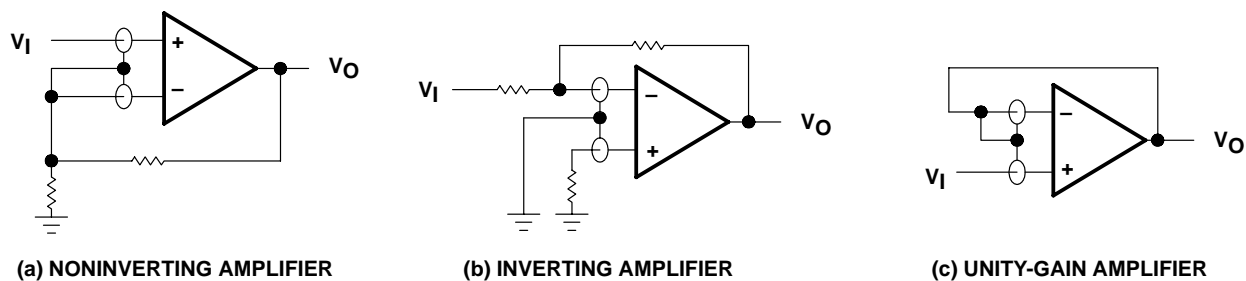 VI
+
−
VO
(a) NONINVERTING AMPLIFIER
VI
−
+
VO
(b) INVERTING AMPLIFIER
−
+
VI
VO
(c) UNITY-GAIN AMPLIFIER